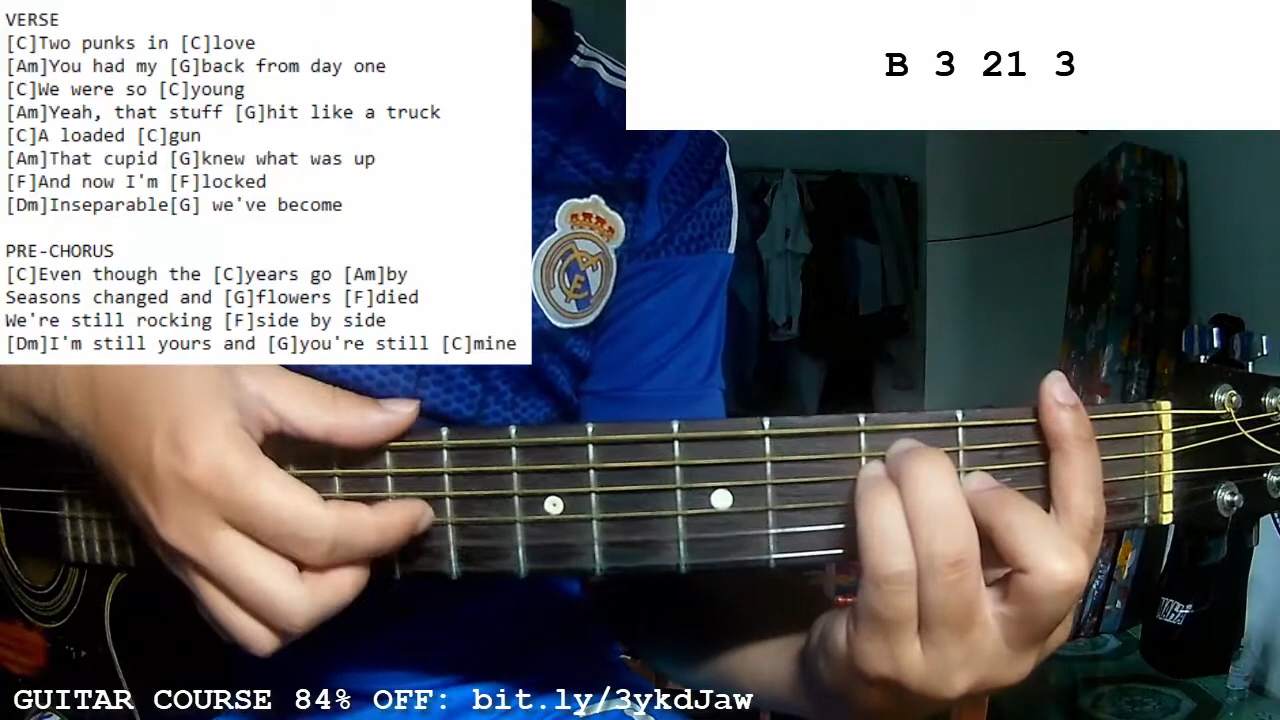 VERSE
[C]Two punks in [C]love
[Am]You had my [G]back from day one
[C]We were so [C]young
[Am]Yeah, that stuff [G]hit like a truck
[C]A loaded [C]gun
[Am]That cupid [G]knew what was up
[F]And now I'm [F]locked
[Dm]Inseparable[G] we've become
PRE-CHORUS
[C]Even though the [C]years go [Am]by
Seasons changed and [G]flowers [F]died
We're still rocking [F]side by side
[Dm]I'm still yours and [G]you're still [C]mine
B 3 21 3
GUITAR COURSE 84% OFF: bit.ly/3ykdJaw